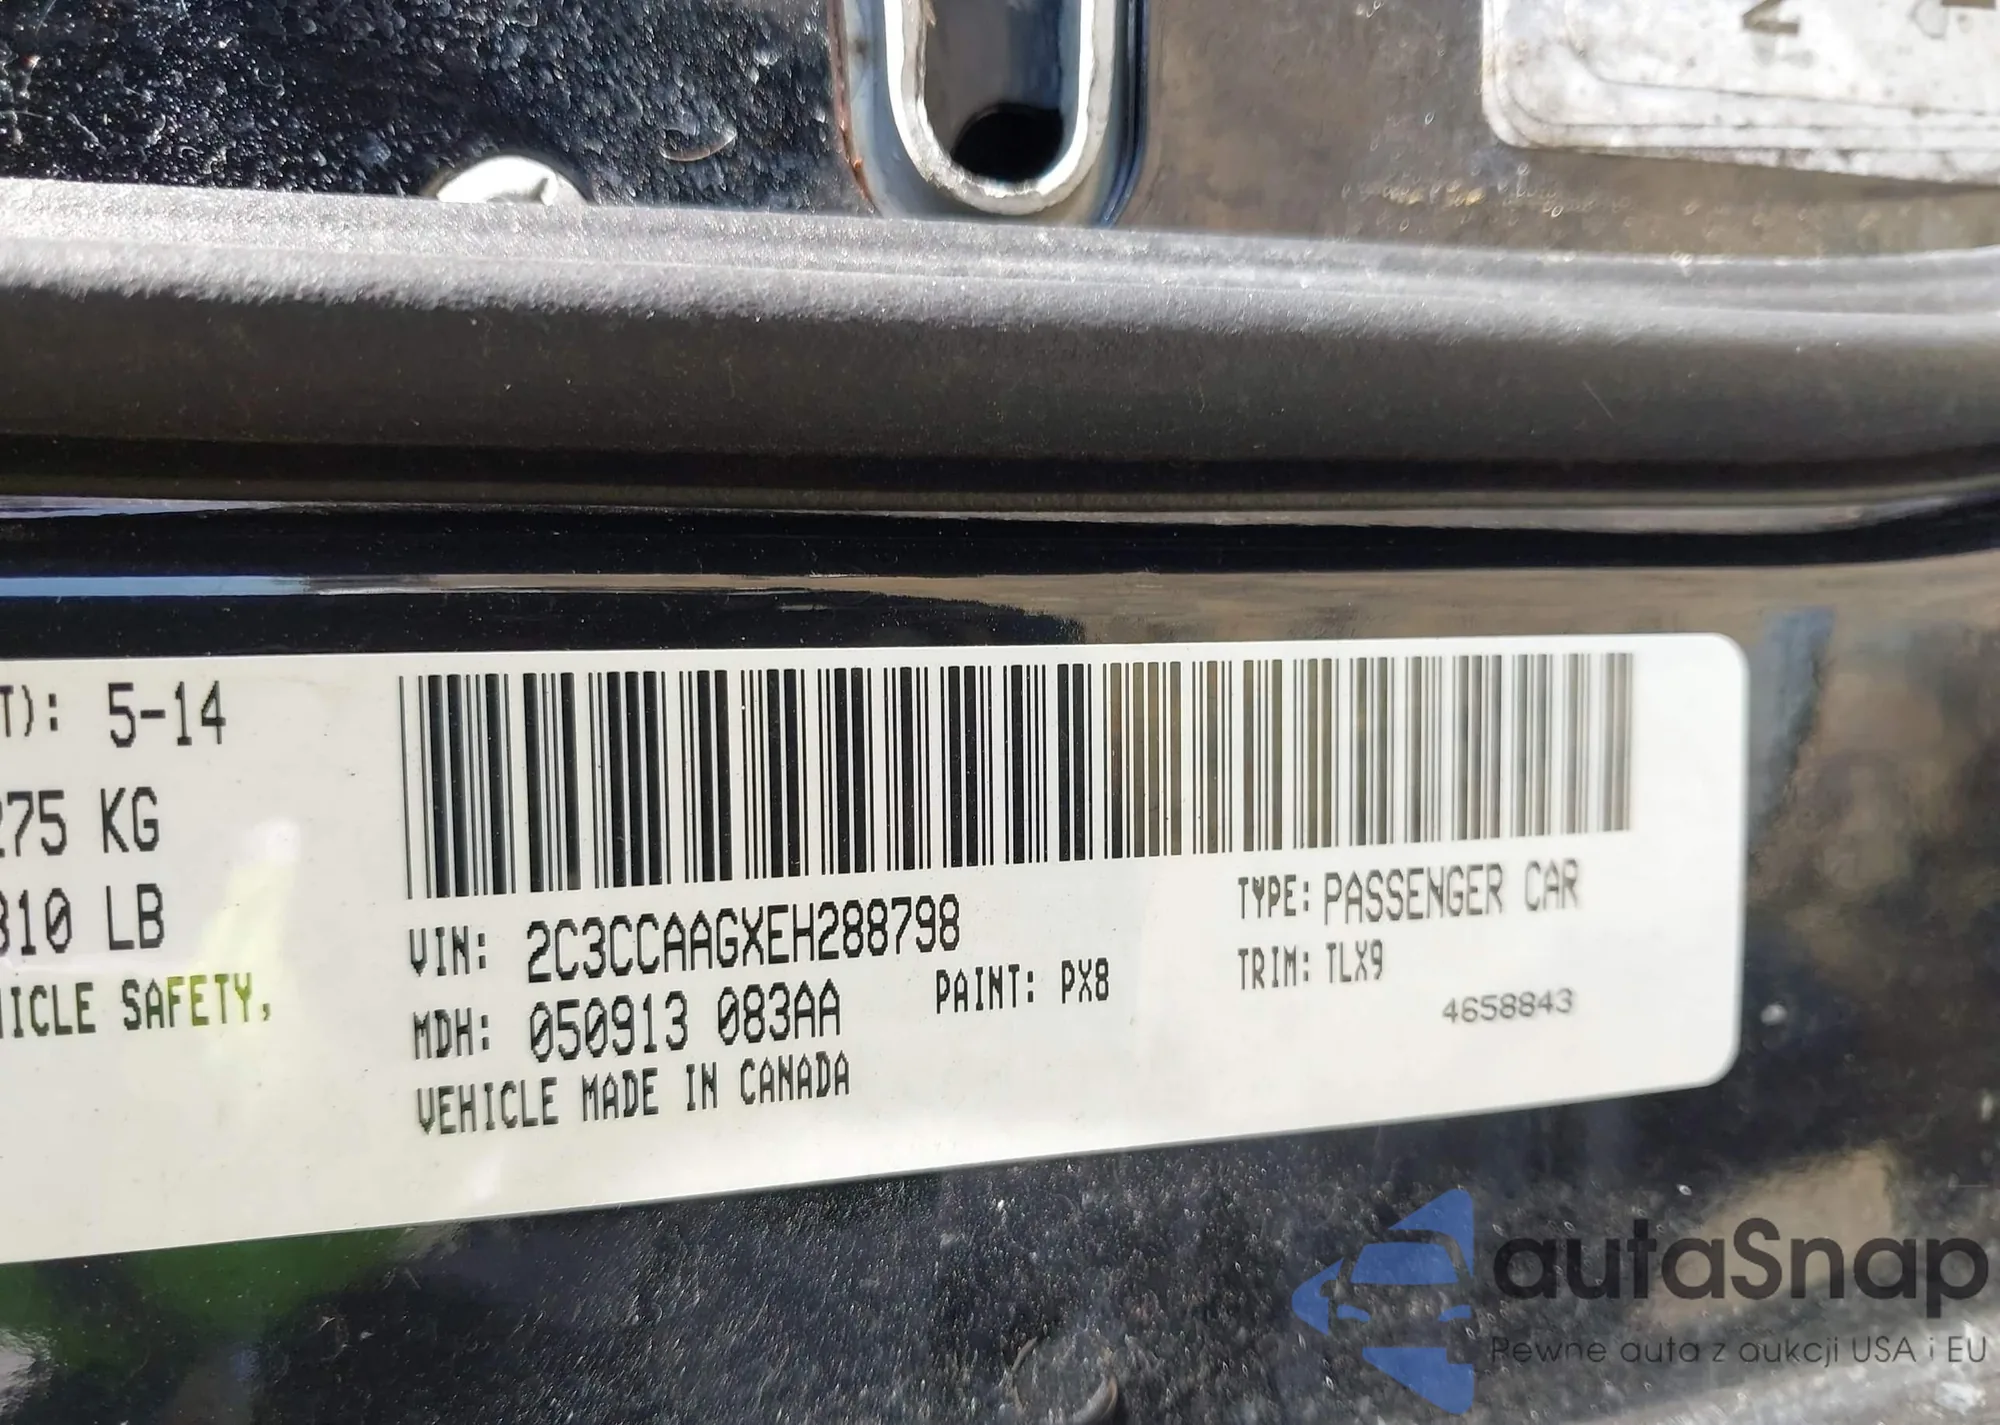 T): 5-14
275 KG
310 LB
HICLE SAFETY,
VIN: 2C3CCAAGXEH288798
MDH: 050913 083AA
PAINT: PX8
VEHICLE MADE IN CANADA
TYPE: PASSENGER CAR
TRIM: TLX9
4658843
autaSnap
Pewne auta z aukcji USA i EU